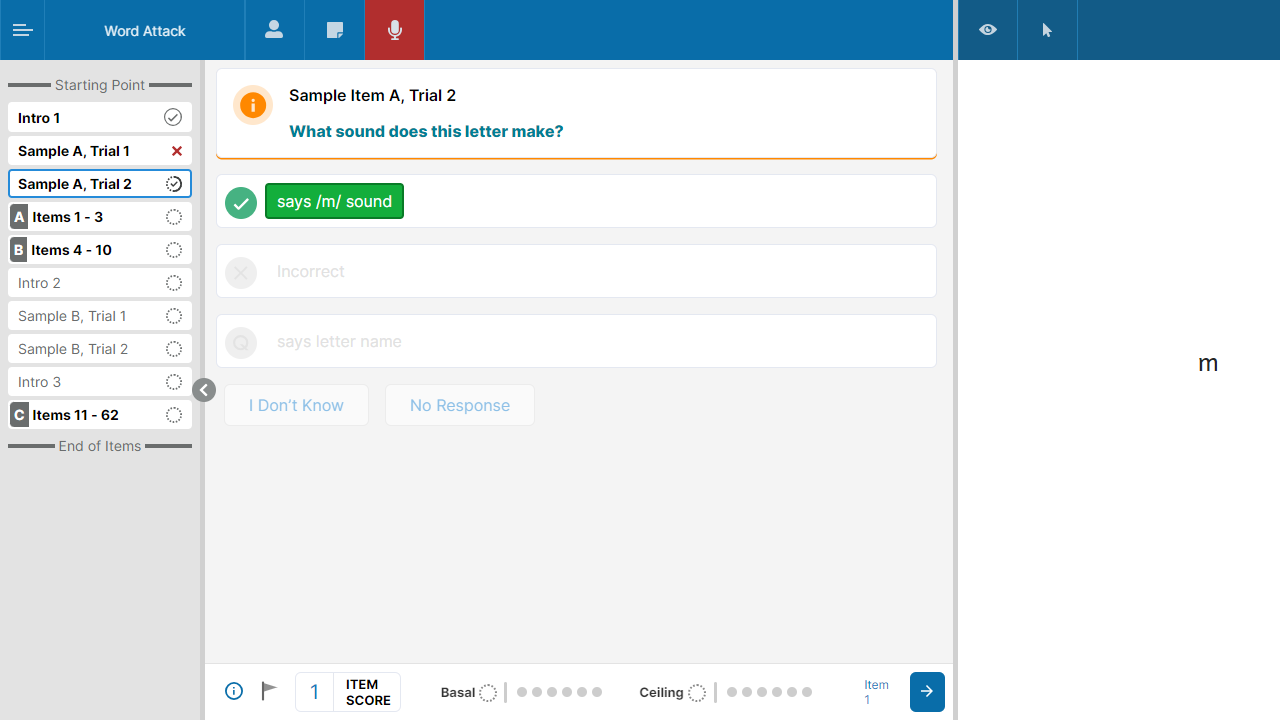 Word Attack
Starting Point
Intro 1
Sample A, Trial 1
Sample A, Trial 2
A Items 1 - 3
B Items 4 - 10
Intro 2
Sample B, Trial 1
Sample B, Trial 2
Intro 3
C Items 11 - 62
End of Items
Sample Item A, Trial 2
What sound does this letter make?
says /m/ sound
Incorrect
Q says letter name
I Don’t Know
No Response
1 ITEM
SCORE
Basal
Ceiling
Item
1
m